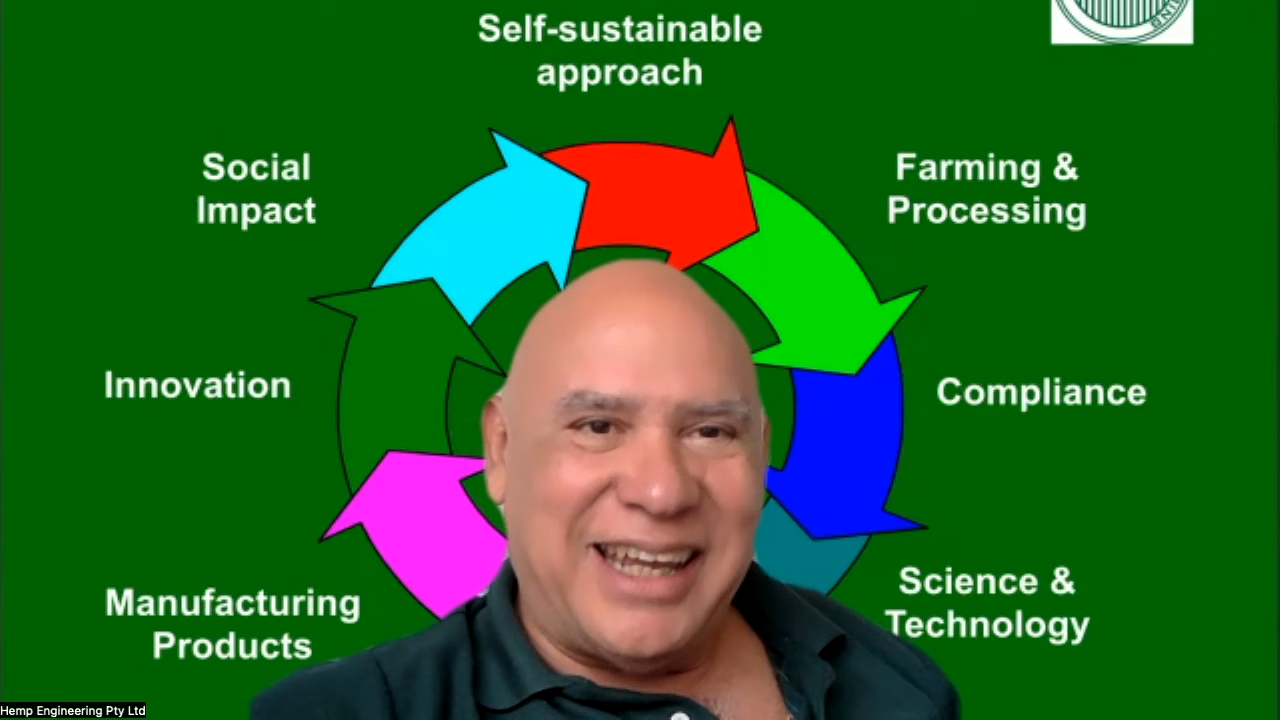 Self-sustainable
approach
Social
Impact
Farming &
Processing
Innovation
Compliance
Manufacturing
Products
Science &
Technology
Hemp Engineering Pty Ltd